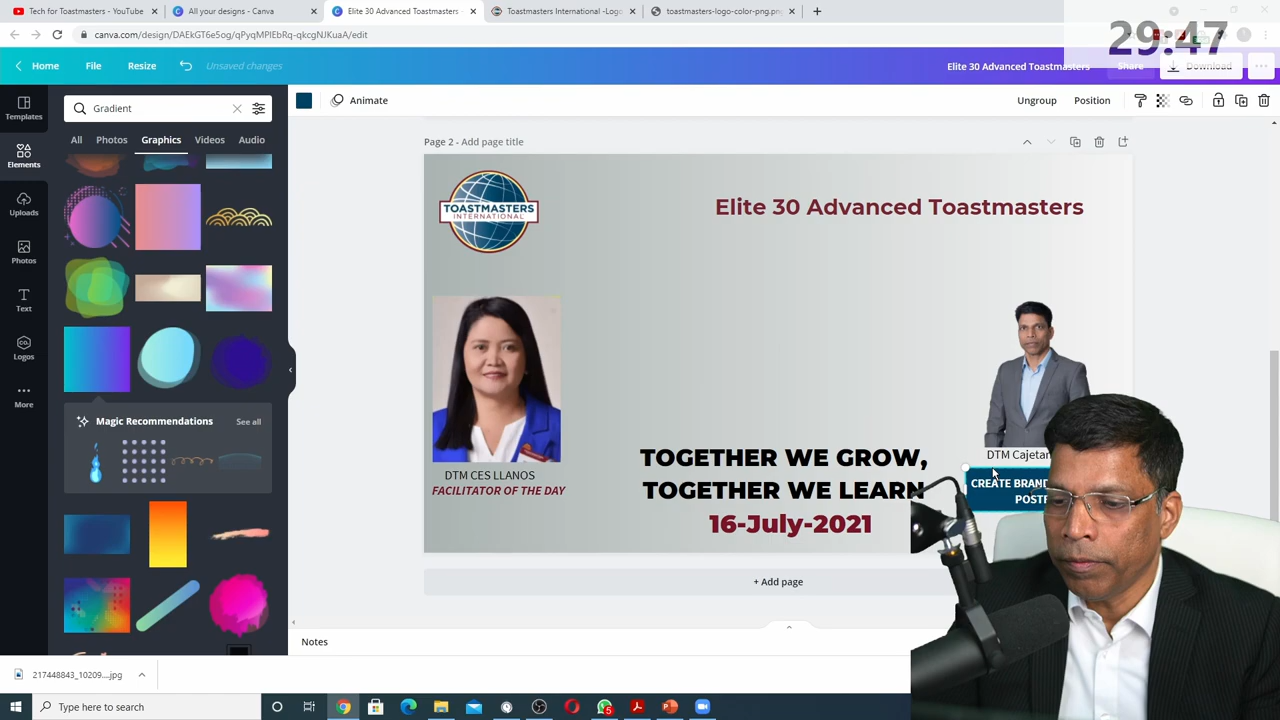 Tech for Toastmasters - YouTube
All your designs - Canva
Elite 30 Advanced Toastmasters -
Toastmasters International -Logo
toastmasters-logo-color-png.png
29:47
canva.com/design/DAEkGT6e5og/qPyqMPIEbRq-qkcgNJKuaA/edit
Home
File
Resize
Unsaved changes
Elite 30 Advanced Toastmasters
Share
Download
Templates
Elements
Uploads
Photos
Text
Logos
More
Gradient
All
Photos
Graphics
Videos
Audio
Magic Recommendations
See all
Animate
Ungroup
Position
Page 2 - Add page title
TOASTMASTERS
INTERNATIONAL
Elite 30 Advanced Toastmasters
DTM CES LLANOS
FACILITATOR OF THE DAY
TOGETHER WE GROW,
TOGETHER WE LEARN
16-July-2021
DTM Cajetan
CREATE BRAND
+ Add page
Notes
217448843_10209....jpg
Type here to search
5